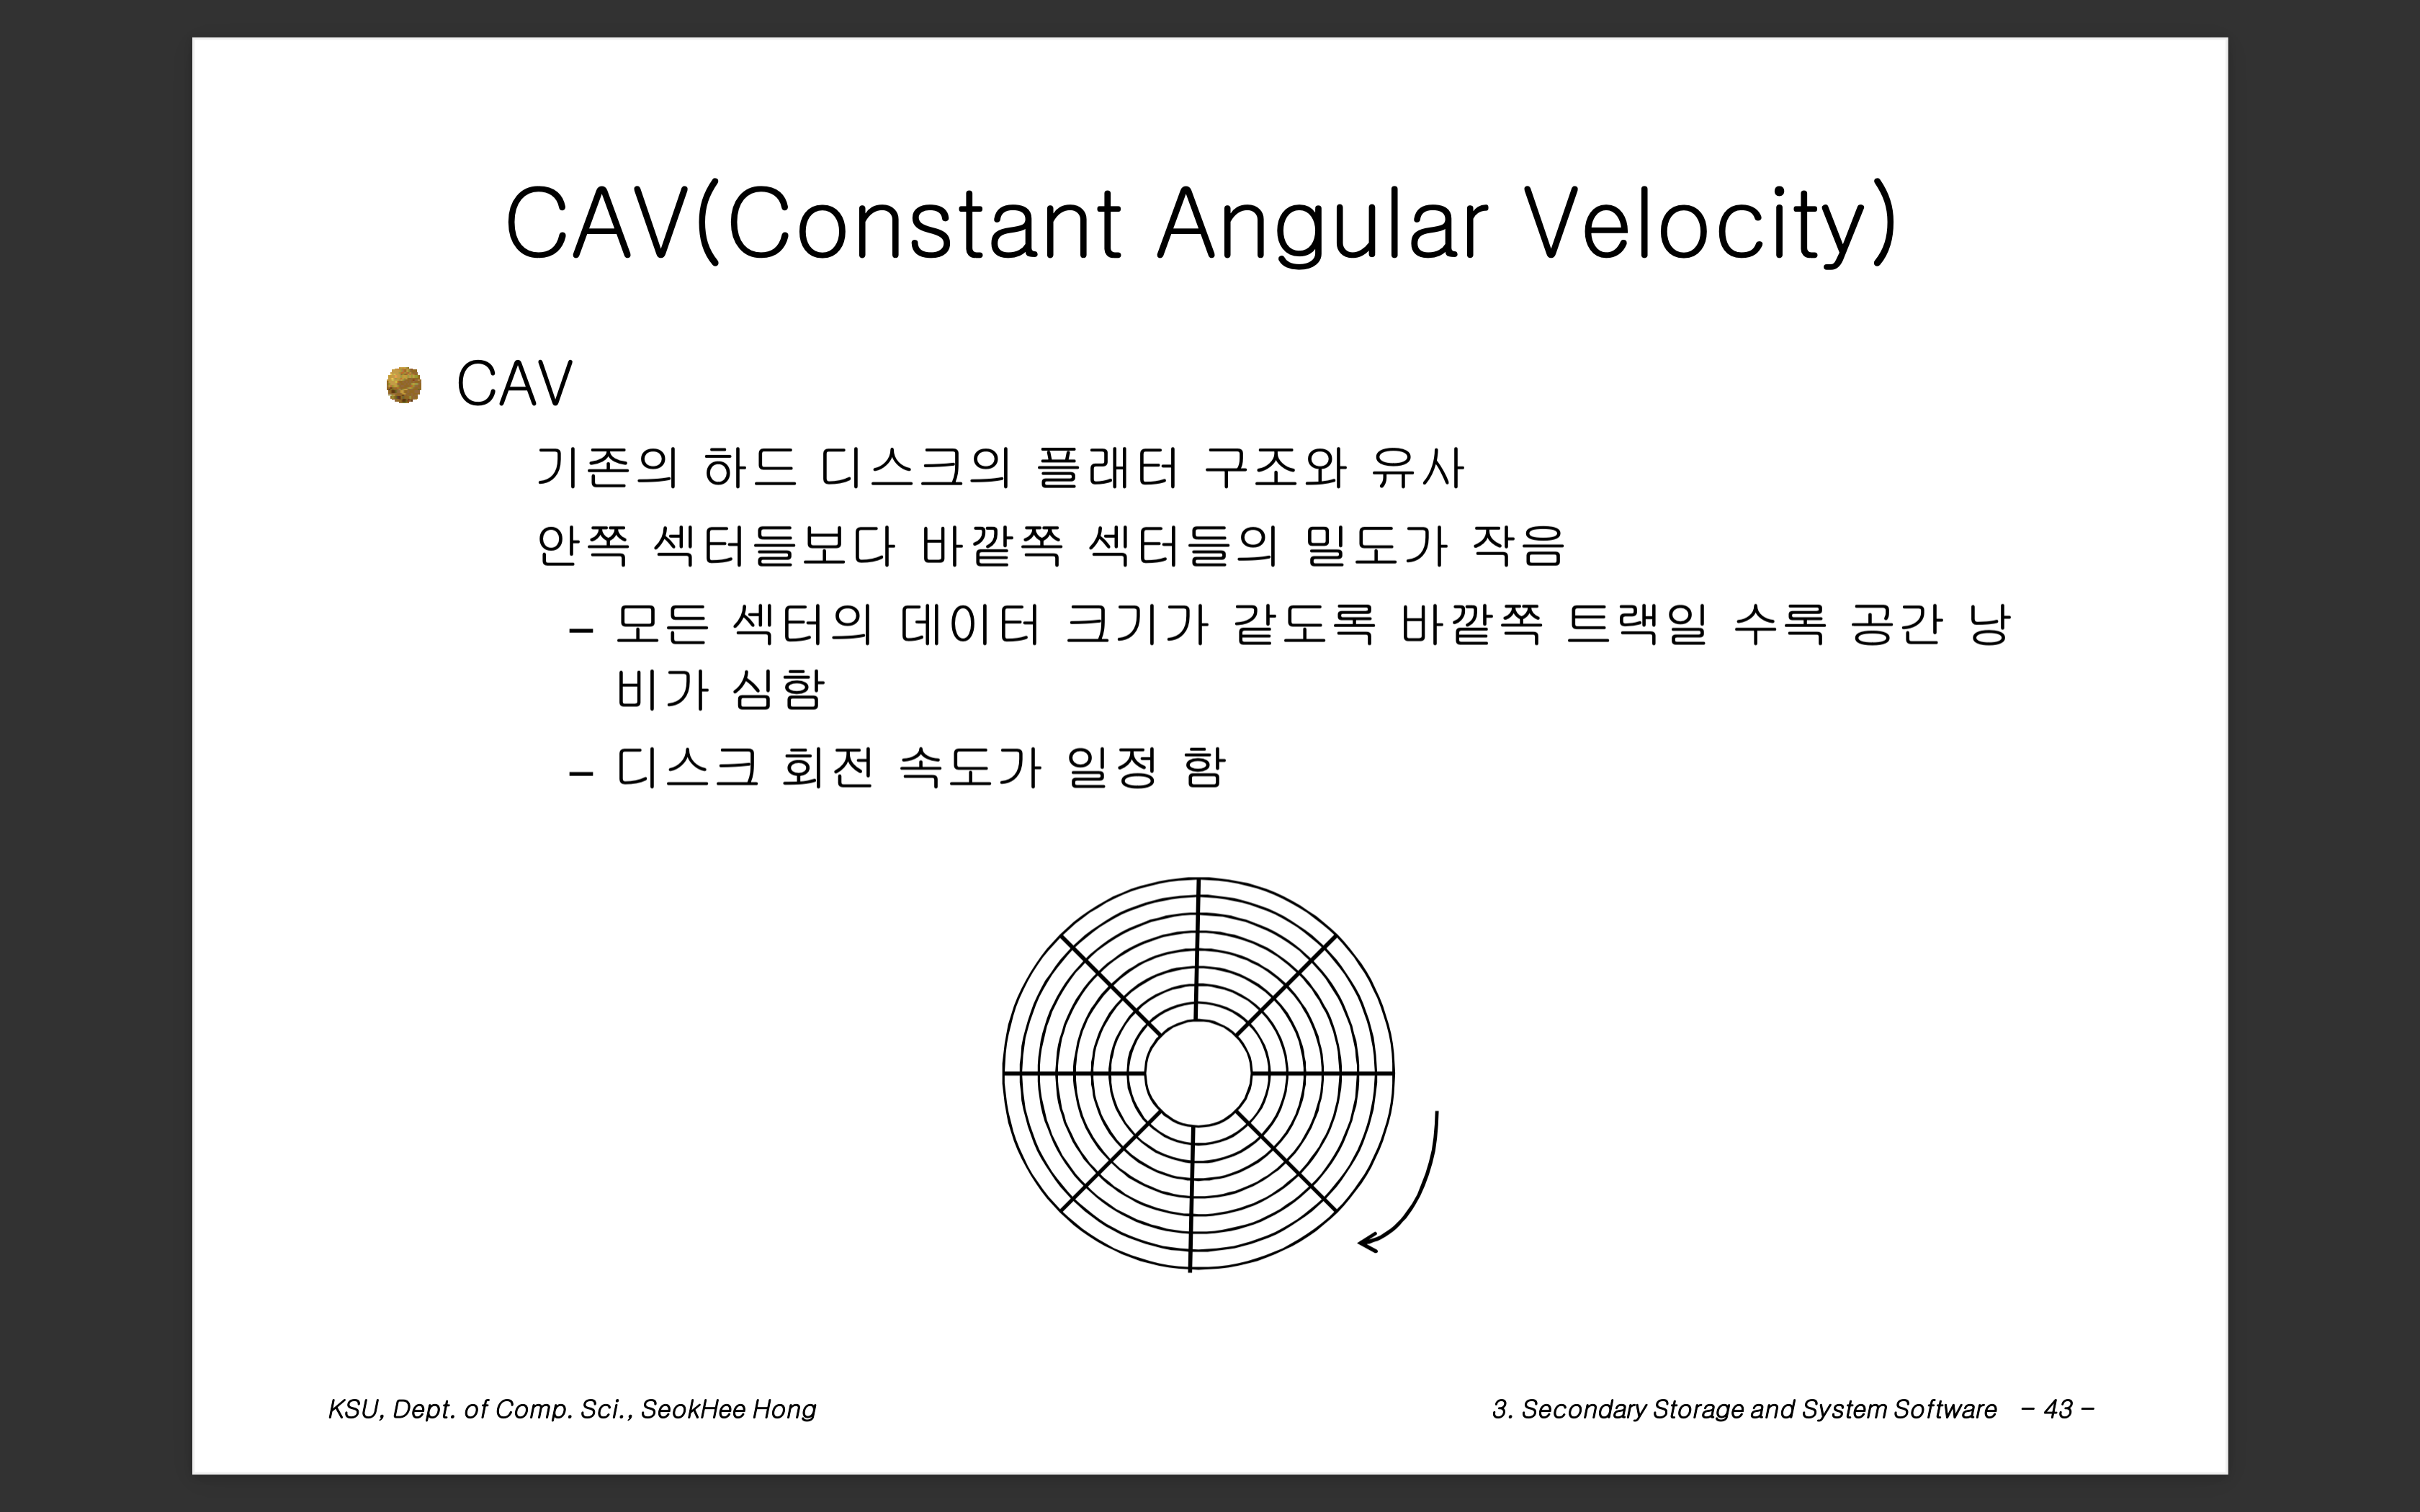 CAV(Constant Angular Velocity)
CAV
기존의 하드 디스크의 플래터 구조와 유사
안쪽 섹터들보다 바깥쪽 섹터들의 밀도가 작음
– 모든 섹터의 데이터 크기가 같도록 바깥쪽 트랙일 수록 공간 낭
비가 심함
– 디스크 회전 속도가 일정 함
KSU, Dept. of Comp. Sci., SeokHee Hong
3. Secondary Storage and System Software – 43 –